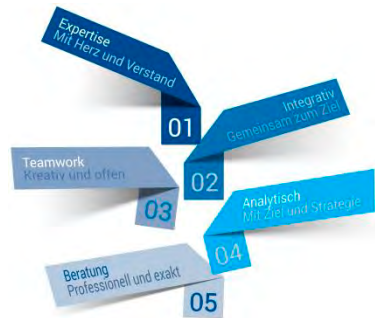 Expertise
Mit Herz und Verstand
01
Integrativ
Gemeinsam zum Ziel
02
Teamwork
Kreativ und offen
03
Analytisch
Mit Ziel und Strategie
04
Beratung
Professionell und exakt
05